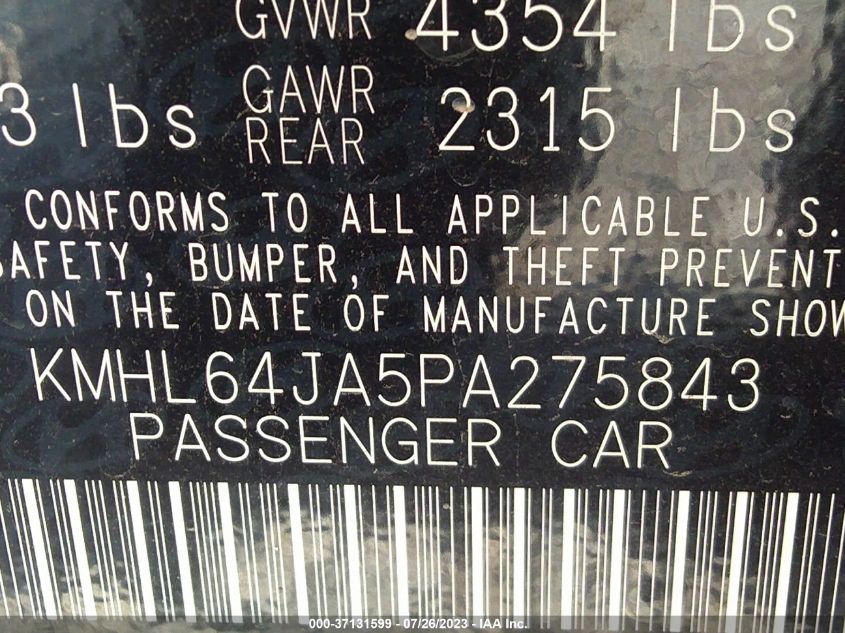 GVWR 4354 lbs
3 lbs GAWR REAR 2315 lbs
CONFORMS TO ALL APPLICABLE U.S.
SAFETY, BUMPER, AND THEFT PREVENT
ON THE DATE OF MANUFACTURE SHOW
KMHL64JA5PA275843
PASSENGER CAR
000-37131599 - 07/26/2023 - IAA Inc.